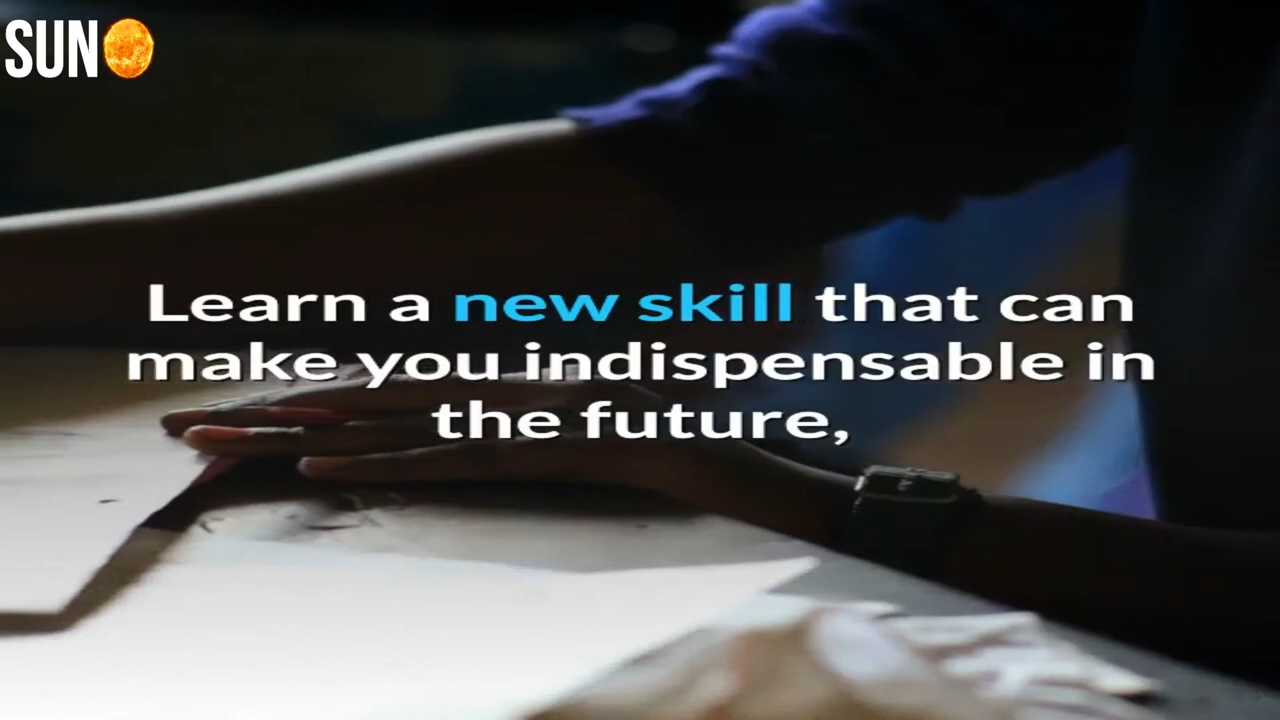 SUN
Learn a new skill that can
make you indispensable in
the future,